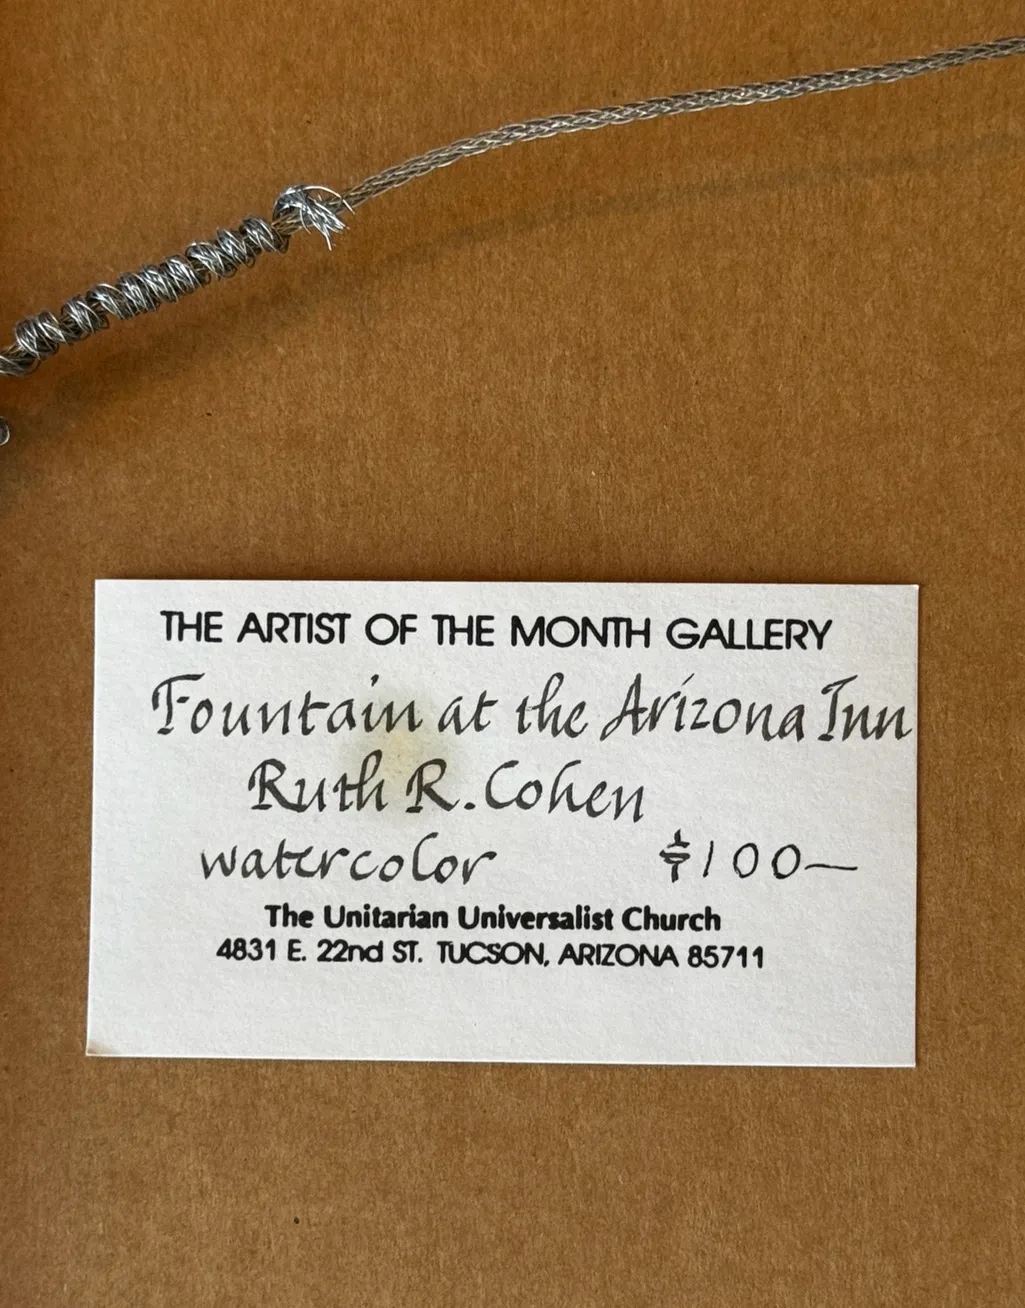 THE ARTIST OF THE MONTH GALLERY
Fountain at the Arizona Inn
Ruth R. Cohen
watercolor $100—
The Unitarian Universalist Church
4831 E. 22nd ST. TUCSON, ARIZONA 85711